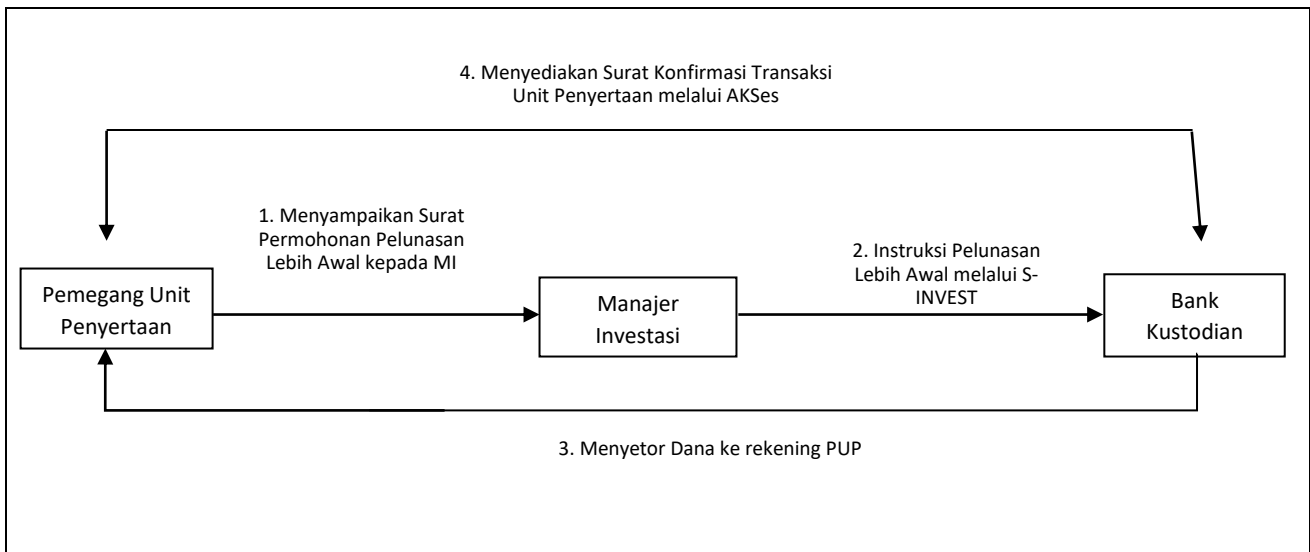 4. Menyediakan Surat Konfirmasi Transaksi
Unit Penyertaan melalui AKSes
1. Menyampaikan Surat
Permohonan Pelunasan
Lebih Awal kepada MI
2. Instruksi Pelunasan
Lebih Awal melalui S-
INVEST
Pemegang Unit
Penyertaan
Manajer
Investasi
Bank
Kustodian
3. Menyetor Dana ke rekening PUP